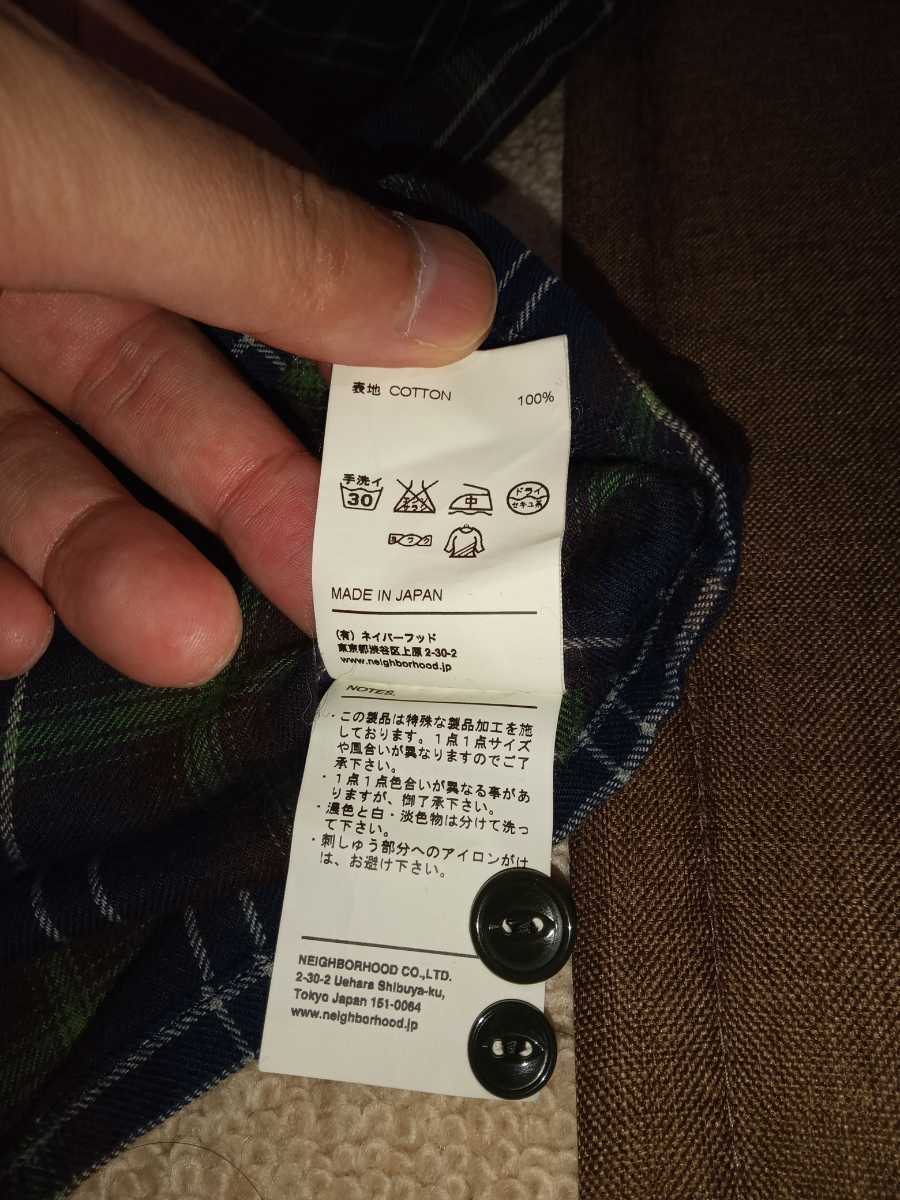 表地 COTTON 100%
手洗イ
30
エンソ
サラシ
中
ドライ
セキユ系
ヨワク
MADE IN JAPAN
(有) ネイバーフッド
東京都渋谷区上原 2-30-2
www.neighborhood.jp
NOTES.
・この製品は特殊な製品加工を施
しております。1点1点サイズ
や風合いが異なりますのでご了
承下さい。
・1点1点色合いが異なる事があ
りますが、御了承下さい。
・濃色と白・淡色物は分けて洗っ
て下さい。
・刺しゅう部分へのアイロンがけ
は、お避け下さい。
NEIGHBORHOOD CO.,LTD.
2-30-2 Uehara Shibuya-ku,
Tokyo Japan 151-0064
www.neighborhood.jp